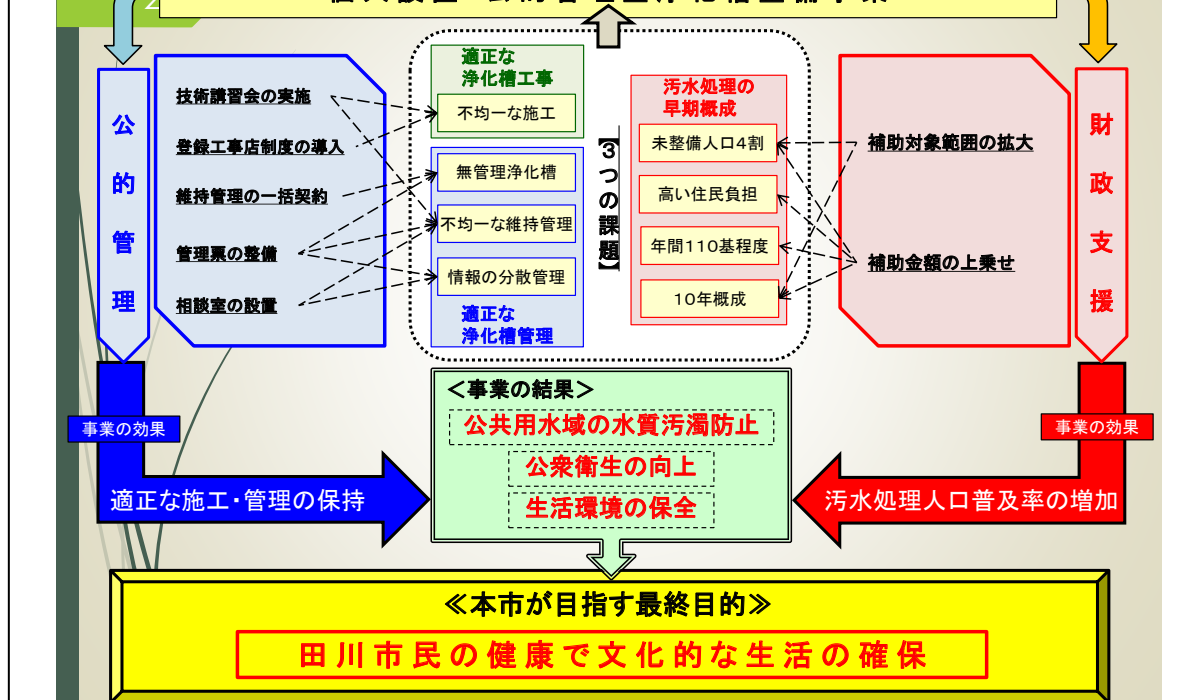 公的管理
技術講習会の実施
登録工事店制度の導入
維持管理の一括契約
管理票の整備
相談室の設置
適正な
浄化槽工事
不均一な施工
無管理浄化槽
不均一な維持管理
情報の分散管理
適正な
浄化槽管理
【3つの課題】
汚水処理の
早期概成
未整備人口4割
高い住民負担
年間110基程度
10年概成
補助対象範囲の拡大
補助金額の上乗せ
財政支援
事業の効果
適正な施工・管理の保持
＜事業の結果＞
公共用水域の水質汚濁防止
公衆衛生の向上
生活環境の保全
事業の効果
汚水処理人口普及率の増加
≪本市が目指す最終目的≫
田川市民の健康で文化的な生活の確保